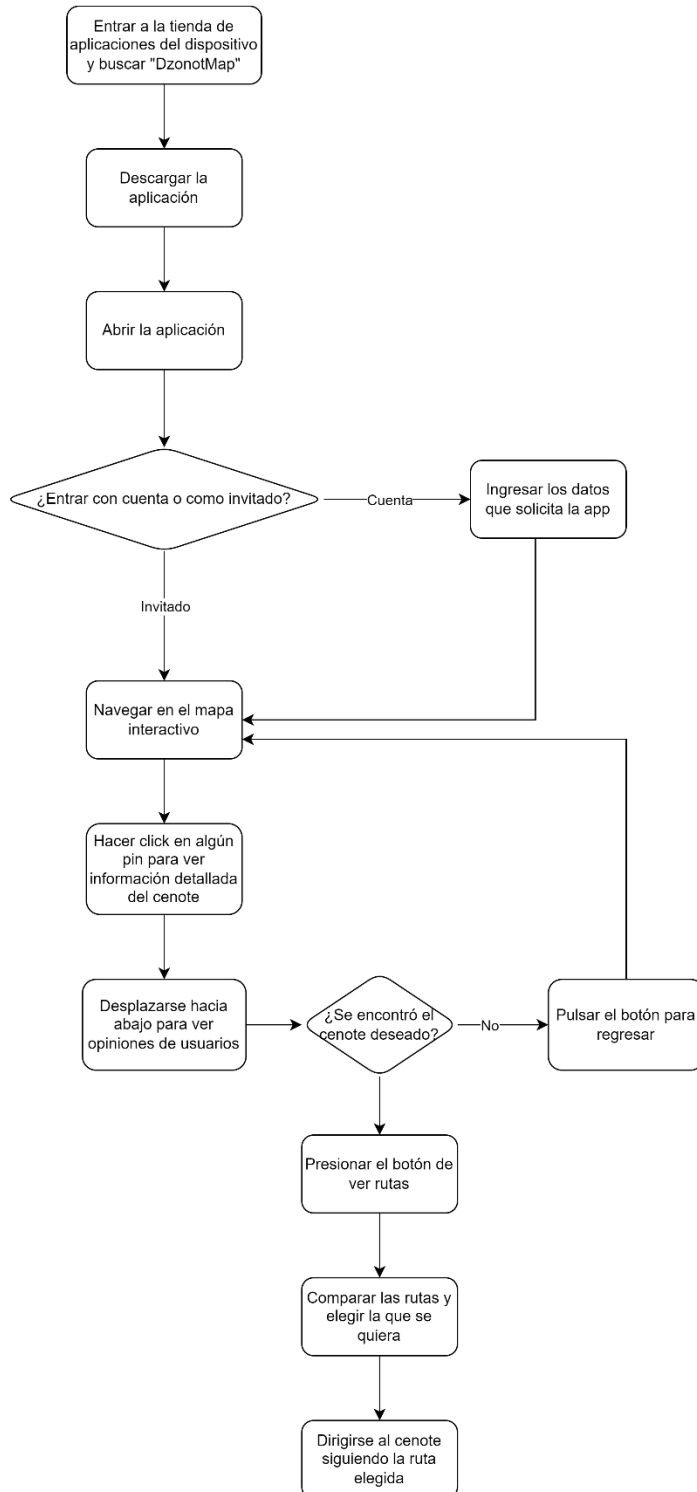 Entrar a la tienda de
aplicaciones del dispositivo
y buscar "DzonotMap"
Descargar la
aplicación
Abrir la aplicación
¿Entrar con cuenta o como invitado?
Cuenta
Ingresar los datos
que solicita la app
Invitado
Navegar en el mapa
interactivo
Hacer click en algún
pin para ver
información detallada
del cenote
Desplazarse hacia
abajo para ver
opiniones de usuarios
¿Se encontró el
cenote deseado?
No
Pulsar el botón para
regresar
Presionar el botón de
ver rutas
Comparar las rutas y
elegir la que se
quiera
Dirigirse al cenote
siguiendo la ruta
elegida